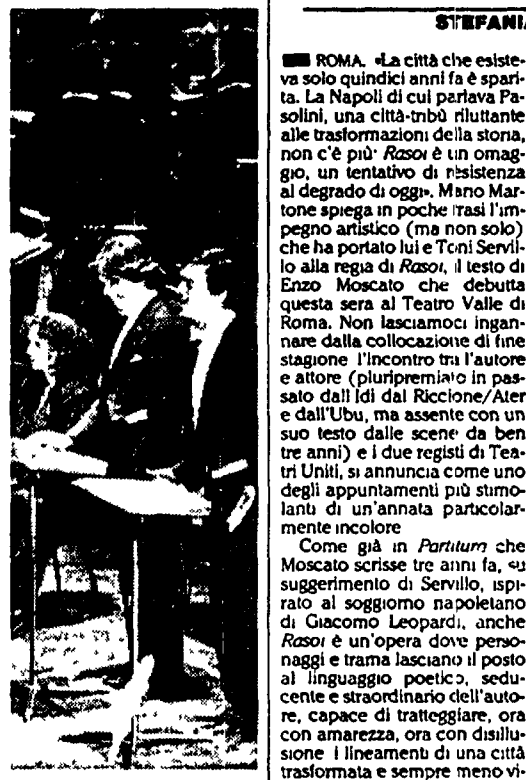 STEFANIA
ROMA. «La città che esiste-
va solo quindici anni fa è spari-
ta. La Napoli di cui parlava Pa-
solini, una città-tribù riluttante
alle trasformazioni della storia,
non c'è più: Rasoi è un omag-
gio, un tentativo di resistenza
al degrado di oggi». Mario Mar-
tone spiega in poche frasi l'im-
pegno artistico (ma non solo)
che ha portato lui e Toni Servil-
lo alla regia di Rasoi, il testo di
Enzo Moscato che debutta
questa sera al Teatro Valle di
Roma. Non lasciamoci ingan-
nare dalla collocazione di fine
stagione l'incontro tra l'autore
e attore (pluripremiato in pas-
sato dall Idi dal Riccione/Ater
e dall'Ubu, ma assente con un
suo testo dalle scene da ben
tre anni) e i due registi di Tea-
tri Uniti, si annuncia come uno
degli appuntamenti più stimo-
lanti di un'annata particolar-
mente incolore
Come già in Partitura che
Moscato scrisse tre anni fa, su
suggerimento di Servillo, ispi-
rato al soggiorno napoletano
di Giacomo Leopardi, anche
Rasoi è un'opera dove perso-
naggi e trama lasciano il posto
al linguaggio poetico, sedu-
cente e straordinario dell'auto-
re, capace di tratteggiare, ora
con amarezza, ora con disillu-
sione i lineamenti di una città
trasformata e sempre meno vi-